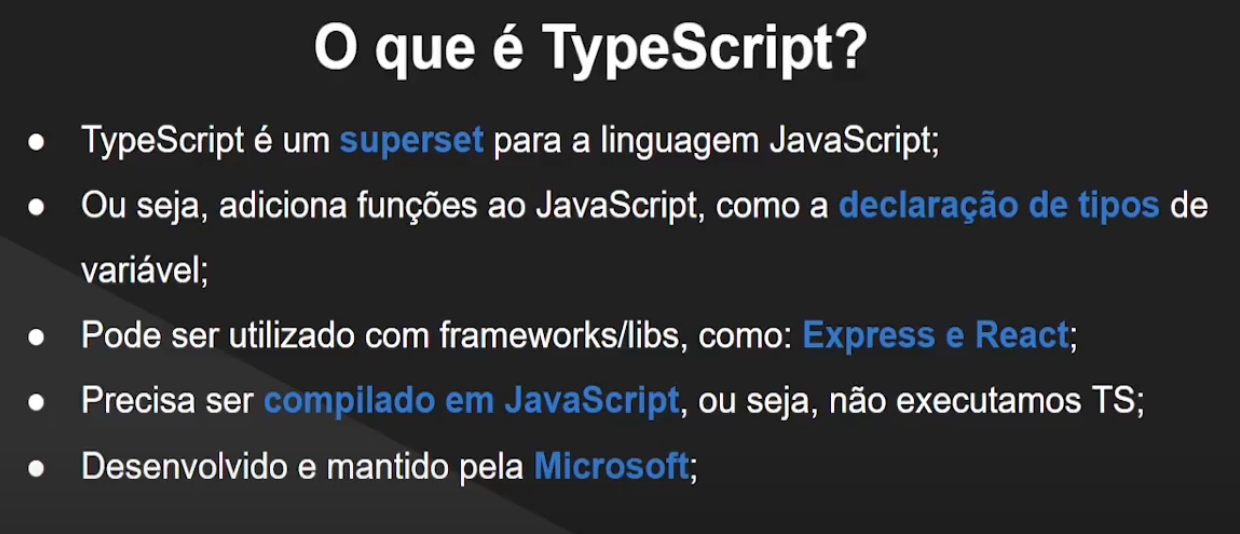 O que é TypeScript?
● TypeScript é um superset para a linguagem JavaScript;
● Ou seja, adiciona funções ao JavaScript, como a declaração de tipos de
variável;
● Pode ser utilizado com frameworks/libs, como: Express e React;
● Precisa ser compilado em JavaScript, ou seja, não executamos TS;
● Desenvolvido e mantido pela Microsoft;